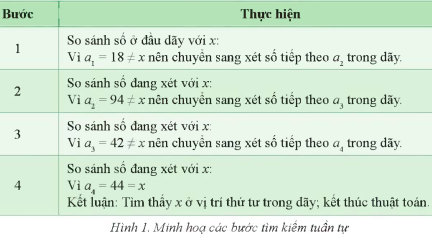 Bước Thực hiện
1
So sánh số ở đầu dãy với x:
Vì a₁ = 18 ≠ x nên chuyển sang xét số tiếp theo a₂ trong dãy.
2
So sánh số đang xét với x:
Vì a₂ = 94 ≠ x nên chuyển sang xét số tiếp theo a₃ trong dãy.
3
So sánh số đang xét với x:
Vì a₃ = 42 ≠ x nên chuyển sang xét số tiếp theo a₄ trong dãy.
4
So sánh số đang xét với x:
Vì a₄ = 44 = x
Kết luận: Tìm thấy x ở vị trí thứ tư trong dãy; kết thúc thuật toán.
Hình 1. Minh hoạ các bước tìm kiếm tuần tự